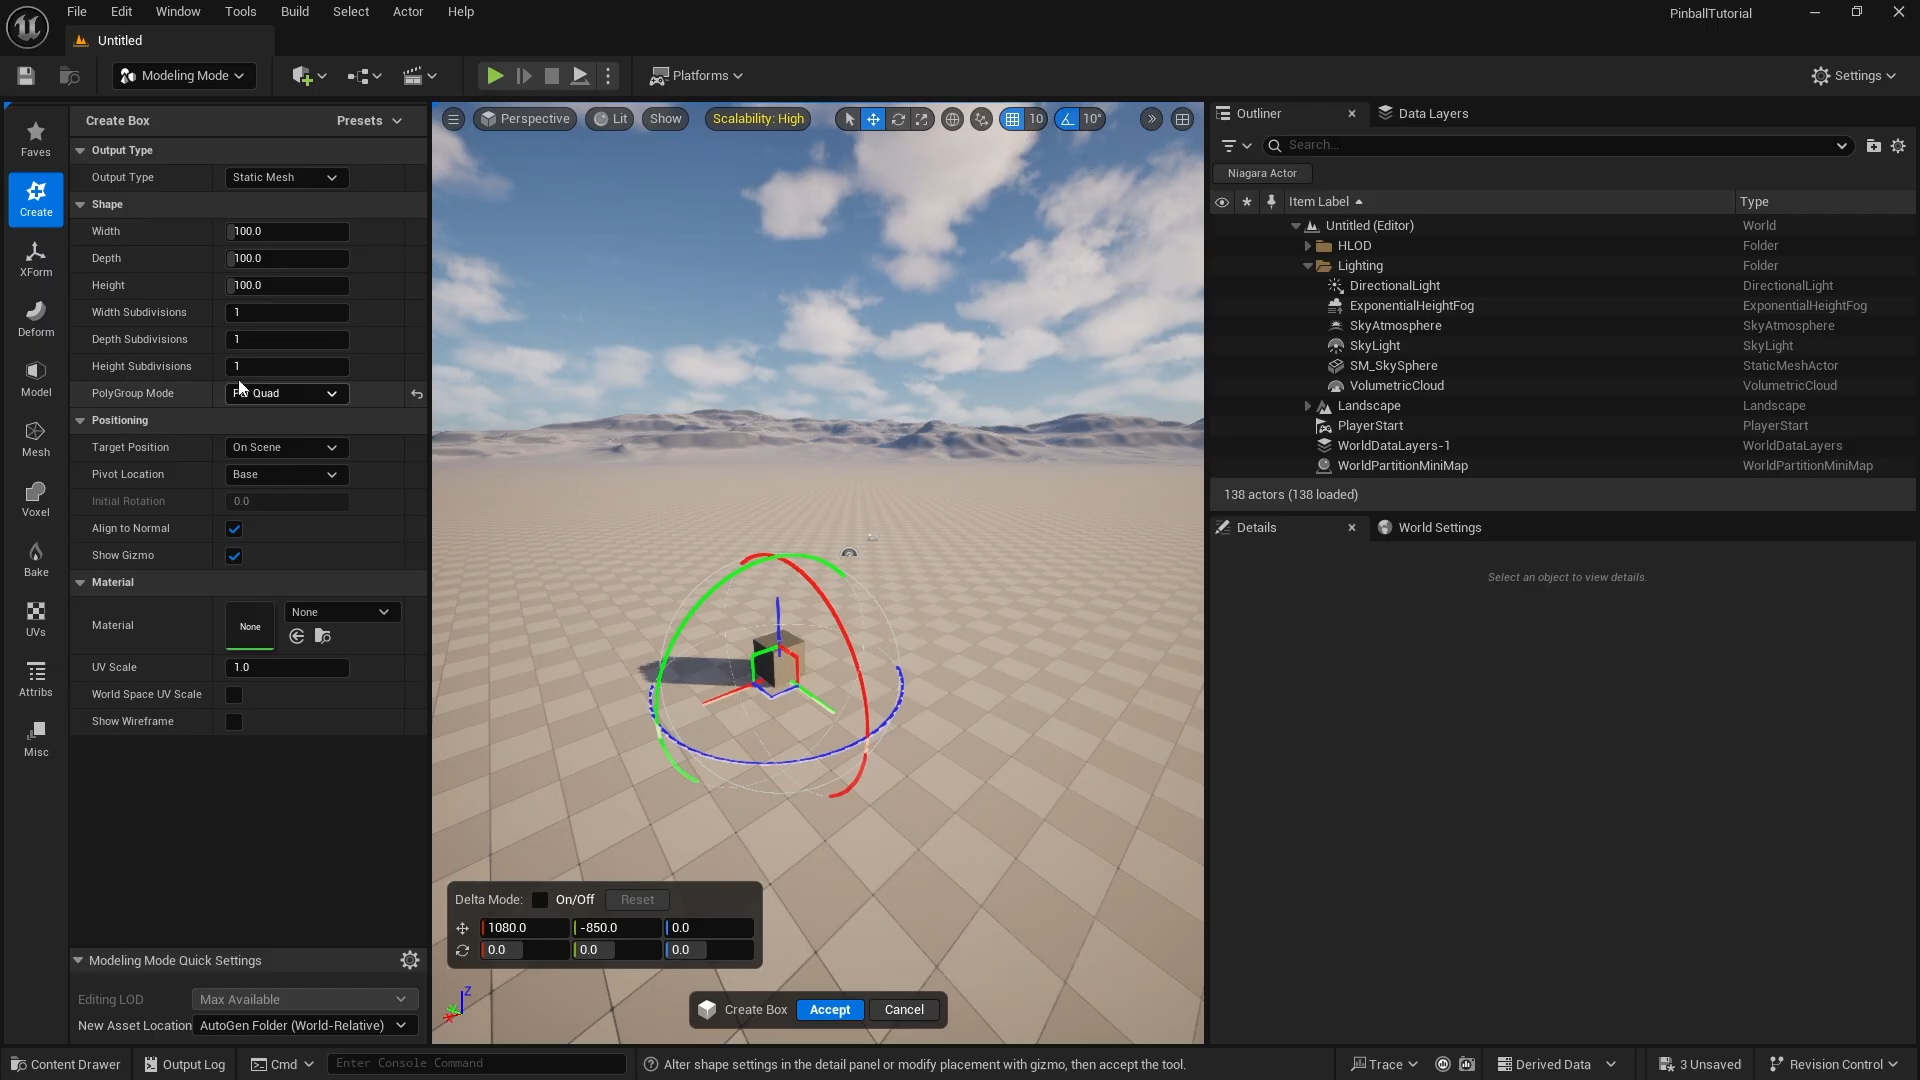 File Edit Window Tools Build Select Actor Help
PinballTutorial
Untitled
Modeling Mode
Platforms
Settings
Create Box
Presets
Faves
Create
XForm
Deform
Model
Mesh
Voxel
Bake
UVs
Attribs
Misc
Output Type
Output Type Static Mesh
Shape
Width 100.0
Depth 100.0
Height 100.0
Width Subdivisions 1
Depth Subdivisions 1
Height Subdivisions 1
PolyGroup Mode Quad
Positioning
Target Position On Scene
Pivot Location Base
Initial Rotation 0.0
Align to Normal
Show Gizmo
Material
Material None None
UV Scale 1.0
World Space UV Scale
Show Wireframe
Modeling Mode Quick Settings
Editing LOD Max Available
New Asset Location AutoGen Folder (World-Relative)
Perspective Lit Show Scalability: High 10 10°
Delta Mode: On/Off Reset
1080.0 -850.0 0.0
0.0 0.0 0.0
Z
Create Box Accept Cancel
Outliner Data Layers
Search...
Niagara Actor
Item Label Type
Untitled (Editor) World
HLOD Folder
Lighting Folder
DirectionalLight DirectionalLight
ExponentialHeightFog ExponentialHeightFog
SkyAtmosphere SkyAtmosphere
SkyLight SkyLight
SM_SkySphere StaticMeshActor
VolumetricCloud VolumetricCloud
Landscape Landscape
PlayerStart PlayerStart
WorldDataLayers-1 WorldDataLayers
WorldPartitionMiniMap WorldPartitionMiniMap
138 actors (138 loaded)
Details World Settings
Select an object to view details.
Content Drawer Output Log Cmd Enter Console Command
Alter shape settings in the detail panel or modify placement with gizmo, then accept the tool.
Trace Derived Data 3 Unsaved Revision Control